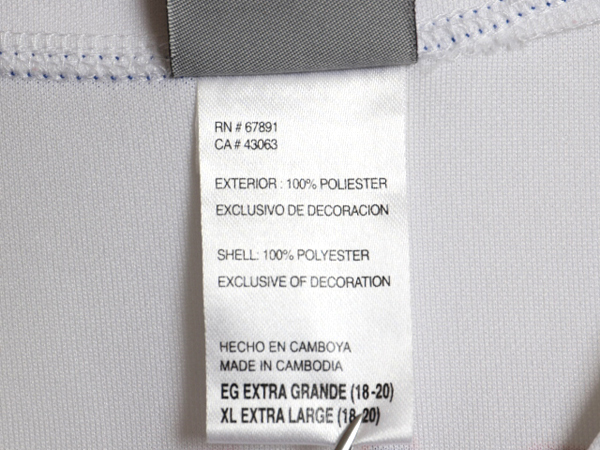 RN # 67891
CA # 43063
EXTERIOR : 100% POLIESTER
EXCLUSIVO DE DECORACION
SHELL: 100% POLYESTER
EXCLUSIVE OF DECORATION
HECHO EN CAMBOYA
MADE IN CAMBODIA
EG EXTRA GRANDE (18-20)
XL EXTRA LARGE (18-20)